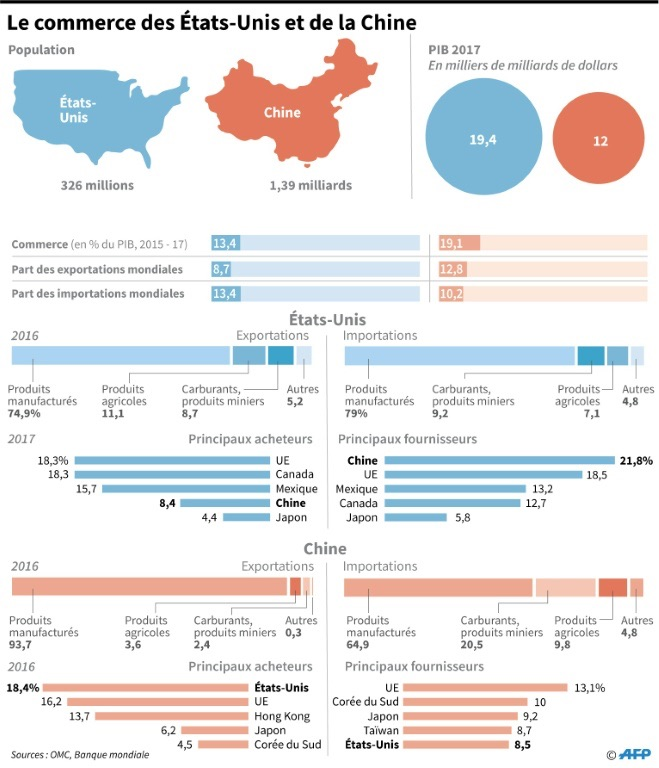 Le commerce des États-Unis et de la Chine
Population
États-
Unis
326 millions
Chine
1,39 milliards
PIB 2017
En milliers de milliards de dollars
19,4
12
Commerce (en % du PIB, 2015 - 17) 13,4 19,1
Part des exportations mondiales 8,7 12,8
Part des importations mondiales 13,4 10,2
États-Unis
2016 Exportations
Produits
manufacturés
74,9%
Produits
agricoles
11,1
Carburants,
produits miniers
8,7
Autres
5,2
Importations
Produits
manufacturés
79%
Carburants,
produits miniers
9,2
Produits
agricoles
7,1
Autres
4,8
2017 Principaux acheteurs
18,3% UE
18,3 Canada
15,7 Mexique
8,4 Chine
4,4 Japon
Principaux fournisseurs
Chine 21,8%
UE 18,5
Mexique 13,2
Canada 12,7
Japon 5,8
Chine
2016 Exportations
Produits
manufacturés
93,7
Produits
agricoles
3,6
Carburants,
produits miniers
2,4
Autres
0,3
Importations
Produits
manufacturés
64,9
Carburants,
produits miniers
20,5
Produits
agricoles
9,8
Autres
4,8
2016 Principaux acheteurs
18,4% États-Unis
16,2 UE
13,7 Hong Kong
6,2 Japon
4,5 Corée du Sud
Principaux fournisseurs
UE 13,1%
Corée du Sud 10
Japon 9,2
Taïwan 8,7
États-Unis 8,5
Sources : OMC, Banque mondiale
© AFP